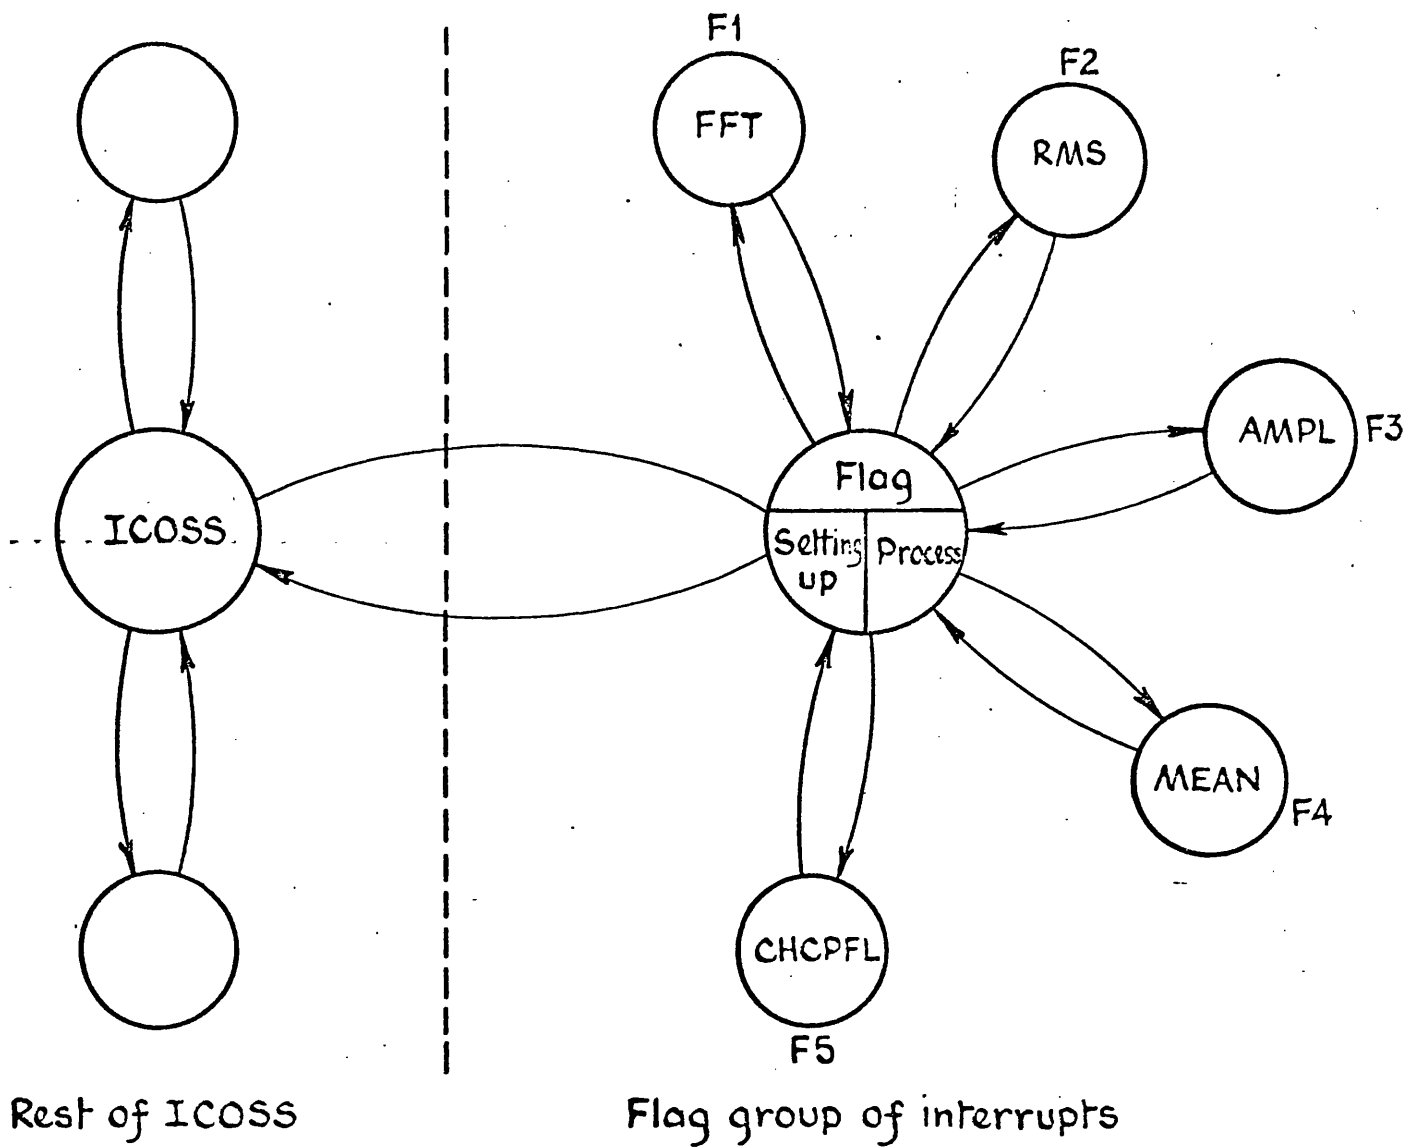 F1
FFT
F2
RMS
AMPL
F3
Flag
Setting
up
Process
ICOSS
MEAN
F4
CHCPFL
F5
Rest of ICOSS
Flag group of interrupts